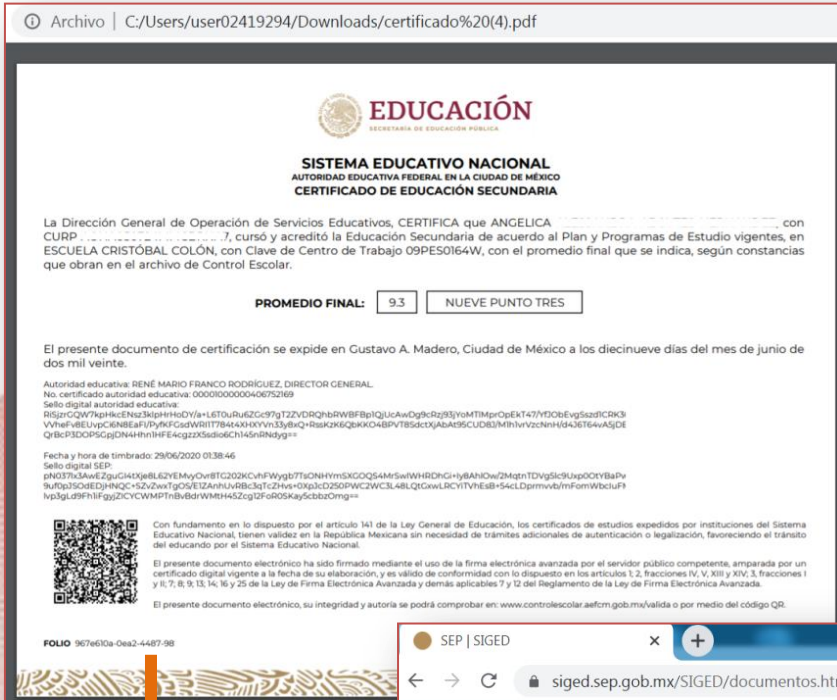 Archivo | C:/Users/user02419294/Downloads/certificado%20(4).pdf
EDUCACIÓN
SECRETARÍA DE EDUCACIÓN PÚBLICA
SISTEMA EDUCATIVO NACIONAL
AUTORIDAD EDUCATIVA FEDERAL EN LA CIUDAD DE MÉXICO
CERTIFICADO DE EDUCACIÓN SECUNDARIA
La Dirección General de Operación de Servicios Educativos, CERTIFICA que ANGELICA con
CURP 7, cursó y acreditó la Educación Secundaria de acuerdo al Plan y Programas de Estudio vigentes, en
ESCUELA CRISTÓBAL COLÓN, con Clave de Centro de Trabajo 09PES0164W, con el promedio final que se indica, según constancias
que obran en el archivo de Control Escolar.
PROMEDIO FINAL: 9.3 NUEVE PUNTO TRES
El presente documento de certificación se expide en Gustavo A. Madero, Ciudad de México a los diecinueve días del mes de junio de
dos mil veinte.
Autoridad educativa: RENÉ MARIO FRANCO RODRÍGUEZ, DIRECTOR GENERAL.
No. certificado autoridad educativa: 00001000000406752169
Sello digital autoridad educativa:
Fecha y hora de timbrado: 29/06/2020 01:38:46
Sello digital SEP:
Con fundamento en lo dispuesto por el artículo 141 de la Ley General de Educación, los certificados de estudios expedidos por instituciones del Sistema
Educativo Nacional, tienen validez en la República Mexicana sin necesidad de trámites adicionales de autenticación o legalización, favoreciendo el tránsito
del educando por el Sistema Educativo Nacional.
El presente documento electrónico ha sido firmado mediante el uso de la firma electrónica avanzada por el servidor público competente, amparada por un
certificado digital vigente a la fecha de su elaboración, y es válido de conformidad con lo dispuesto en los artículos 1; 2, fracciones IV, V, XIII y XIV; 3, fracciones I
y II; 7; 8; 9; 13; 14; 16 y 25 de la Ley de Firma Electrónica Avanzada y demás aplicables 7 y 12 del Reglamento de la Ley de Firma Electrónica Avanzada.
El presente documento electrónico, su integridad y autoría se podrá comprobar en: www.controlescolar.aefcm.gob.mx/valida o por medio del código QR.
FOLIO 967e610a-0ea2-4487-98
SEP | SIGED
siged.sep.gob.mx/SIGED/documentos.ht